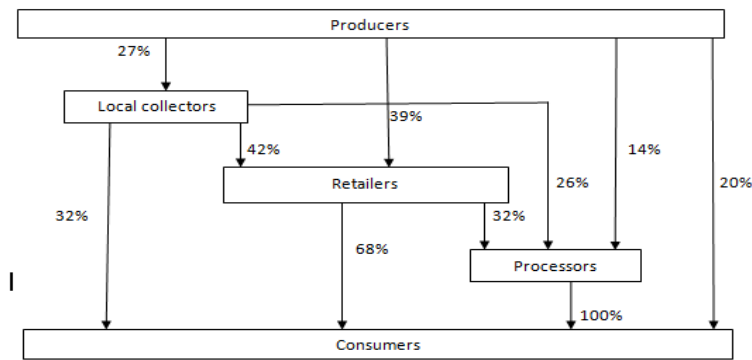 Producers
27%
Local collectors
39%
42%
14%
Retailers
26%
20%
32%
32%
68%
Processors
100%
Consumers